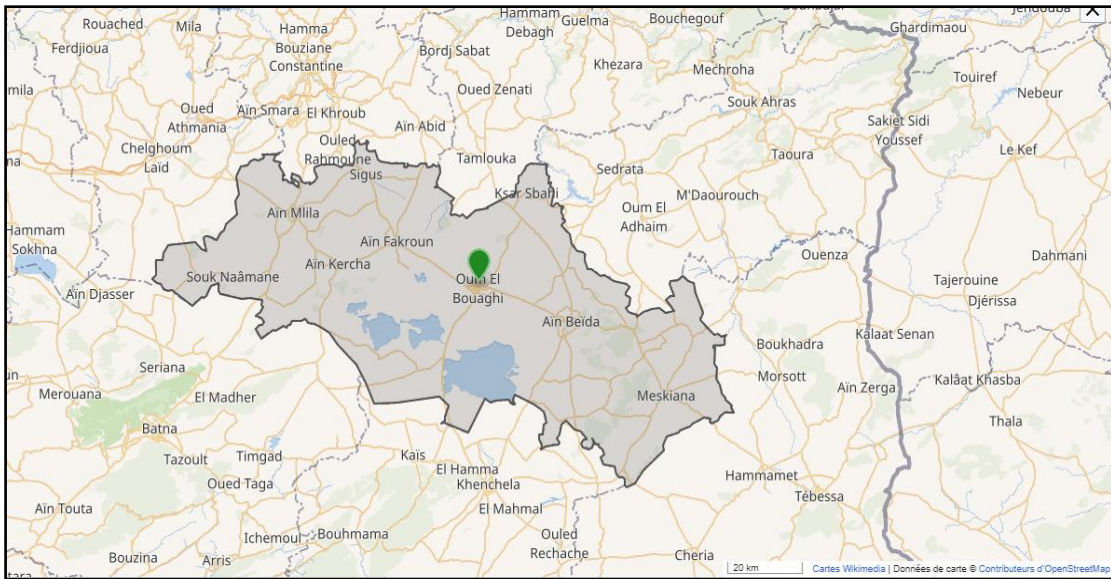 Hammam
Debagh
Guelma
Bouchegouf
Rouached
Mila
Ghardimaou
Ferdjioua
Hamma
Bouziane
Constantine
Bordj Sabat
Khezara
Mechroha
Touiref
Oued Zenati
Nebeur
Souk Ahras
Oued
Athmania
Aïn Smara
El Khroub
Sakiet Sidi
Youssef
Aïn Abid
Chelghoum
Laïd
Ouled
Rahmoune
Sigus
Tamlouka
Taoura
Le Kef
Sedrata
Ksar Sbahi
M'Daourouch
Aïn Mlila
Oum El
Adhaim
Hammam
Sokhna
Aïn Fakroun
Ouenza
Dahmani
Aïn Kercha
Souk Naâmane
Oum El
Bouaghi
Tajerouine
Aïn Djasser
Djérissa
Aïn Beïda
Kalaat Senan
Boukhadra
Seriana
Morsott
Aïn Zerga
Kalâat Khasba
Merouana
El Madher
Meskiana
Thala
Batna
Tazoult
Timgad
Kaïs
El Hamma
Khenchela
Hammamet
Oued Taga
Tébessa
Aïn Touta
El Mahmal
Ichemoul
Bouhmama
Ouled
Rechache
Bouzina
Arris
Cheria
20 km
Cartes Wikimedia | Données de carte © Contributeurs d'OpenStreetMap